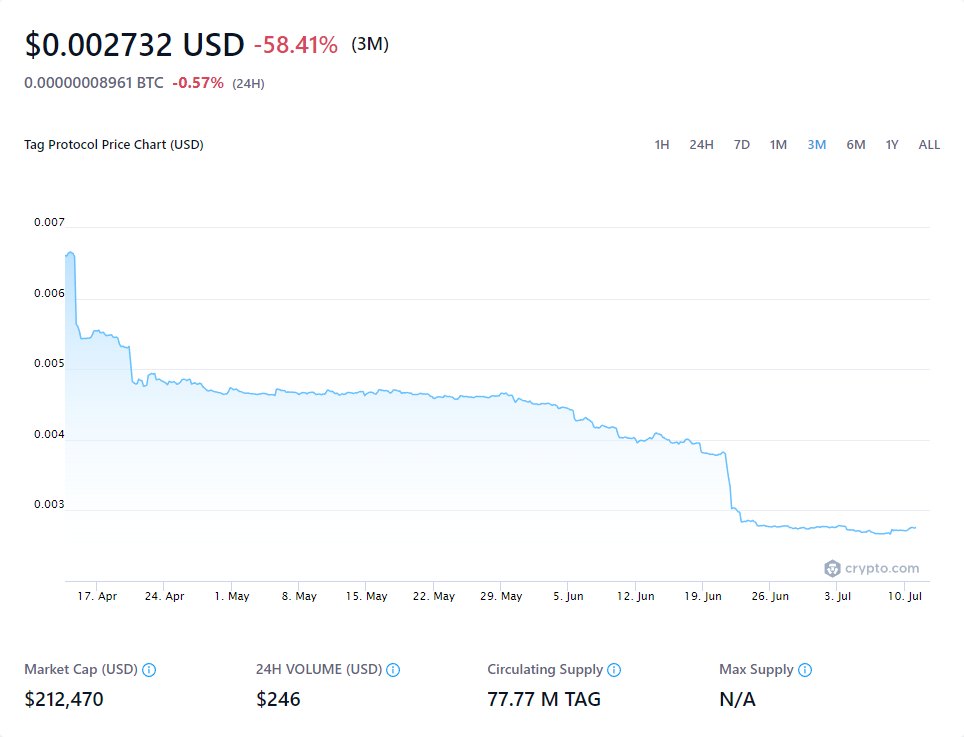 $0.002732 USD -58.41% (3M)
0.00000008961 BTC -0.57% (24H)
Tag Protocol Price Chart (USD) 1H 24H 7D 1M 3M 6M 1Y ALL
0.007
0.006
0.005
0.004
0.003
crypto.com
17. Apr 24. Apr 1. May 8. May 15. May 22. May 29. May 5. Jun 12. Jun 19. Jun 26. Jun 3. Jul 10. Jul
Market Cap (USD) 24H VOLUME (USD) Circulating Supply Max Supply
$212,470 $246 77.77 M TAG N/A